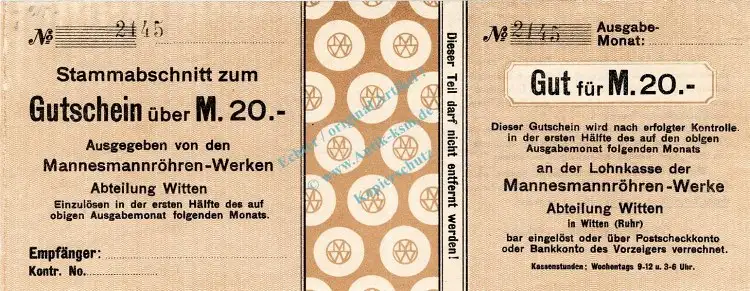 № 2145
Stammabschnitt zum
Gutschein über M. 20.-
Ausgegeben von den
Mannesmannröhren-Werken
Abteilung Witten
Einzulösen in der ersten Hälfte des auf
obigen Ausgabemonat folgenden Monats.
Empfänger:
Kontr. No.
Dieser Teil darf nicht entfernt werden!
№ 2145
Ausgabe-
Monat:
Gut für M. 20.-
Dieser Gutschein wird nach erfolgter Kontrolle
in der ersten Hälfte des auf den obigen
Ausgabemonat folgenden Monats
an der Lohnkasse der
Mannesmannröhren-Werke
Abteilung Witten
in Witten (Ruhr)
bar eingelöst oder über Postscheckkonto
oder Bankkonto des Vorzeigers verrechnet.
Kassenstunden: Wochentags 9-12 u. 3-6 Uhr.
Kopierschutz